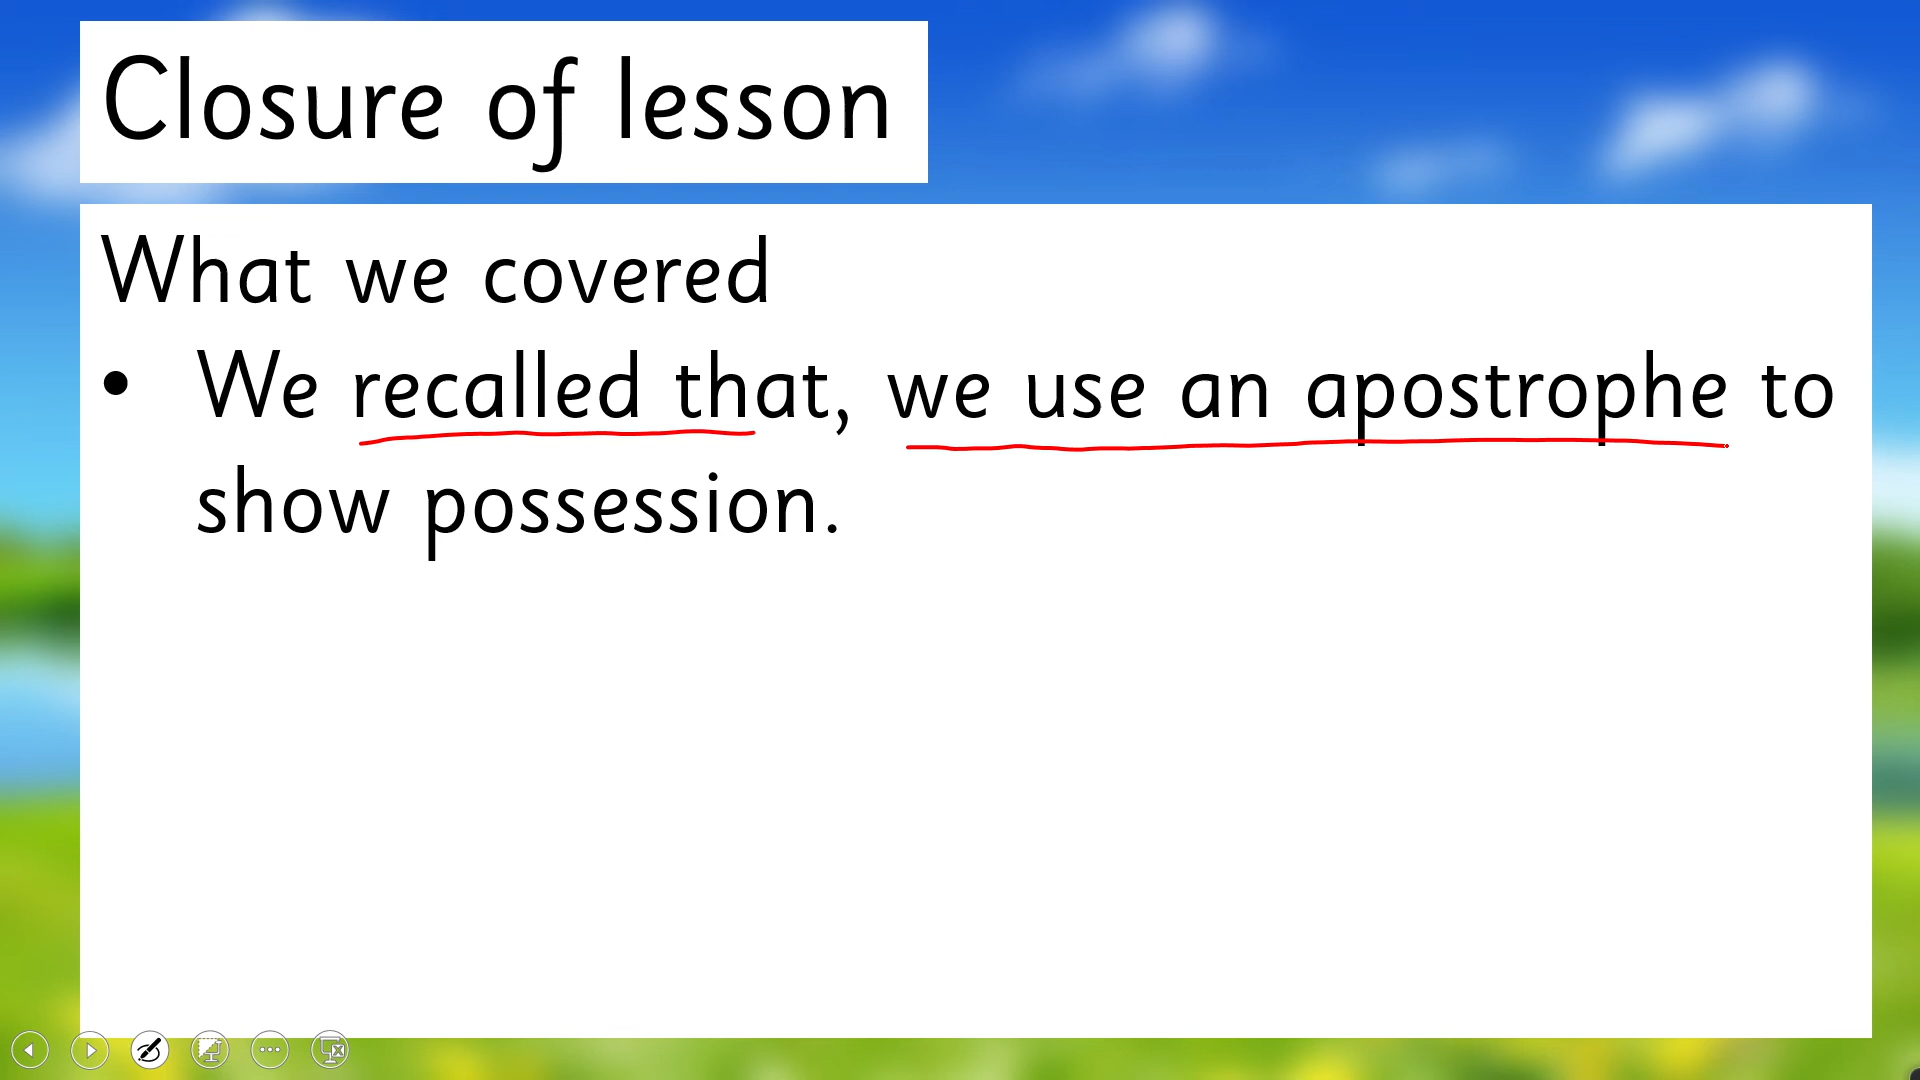 Closure of lesson
What we covered
• We recalled that, we use an apostrophe to
show possession.